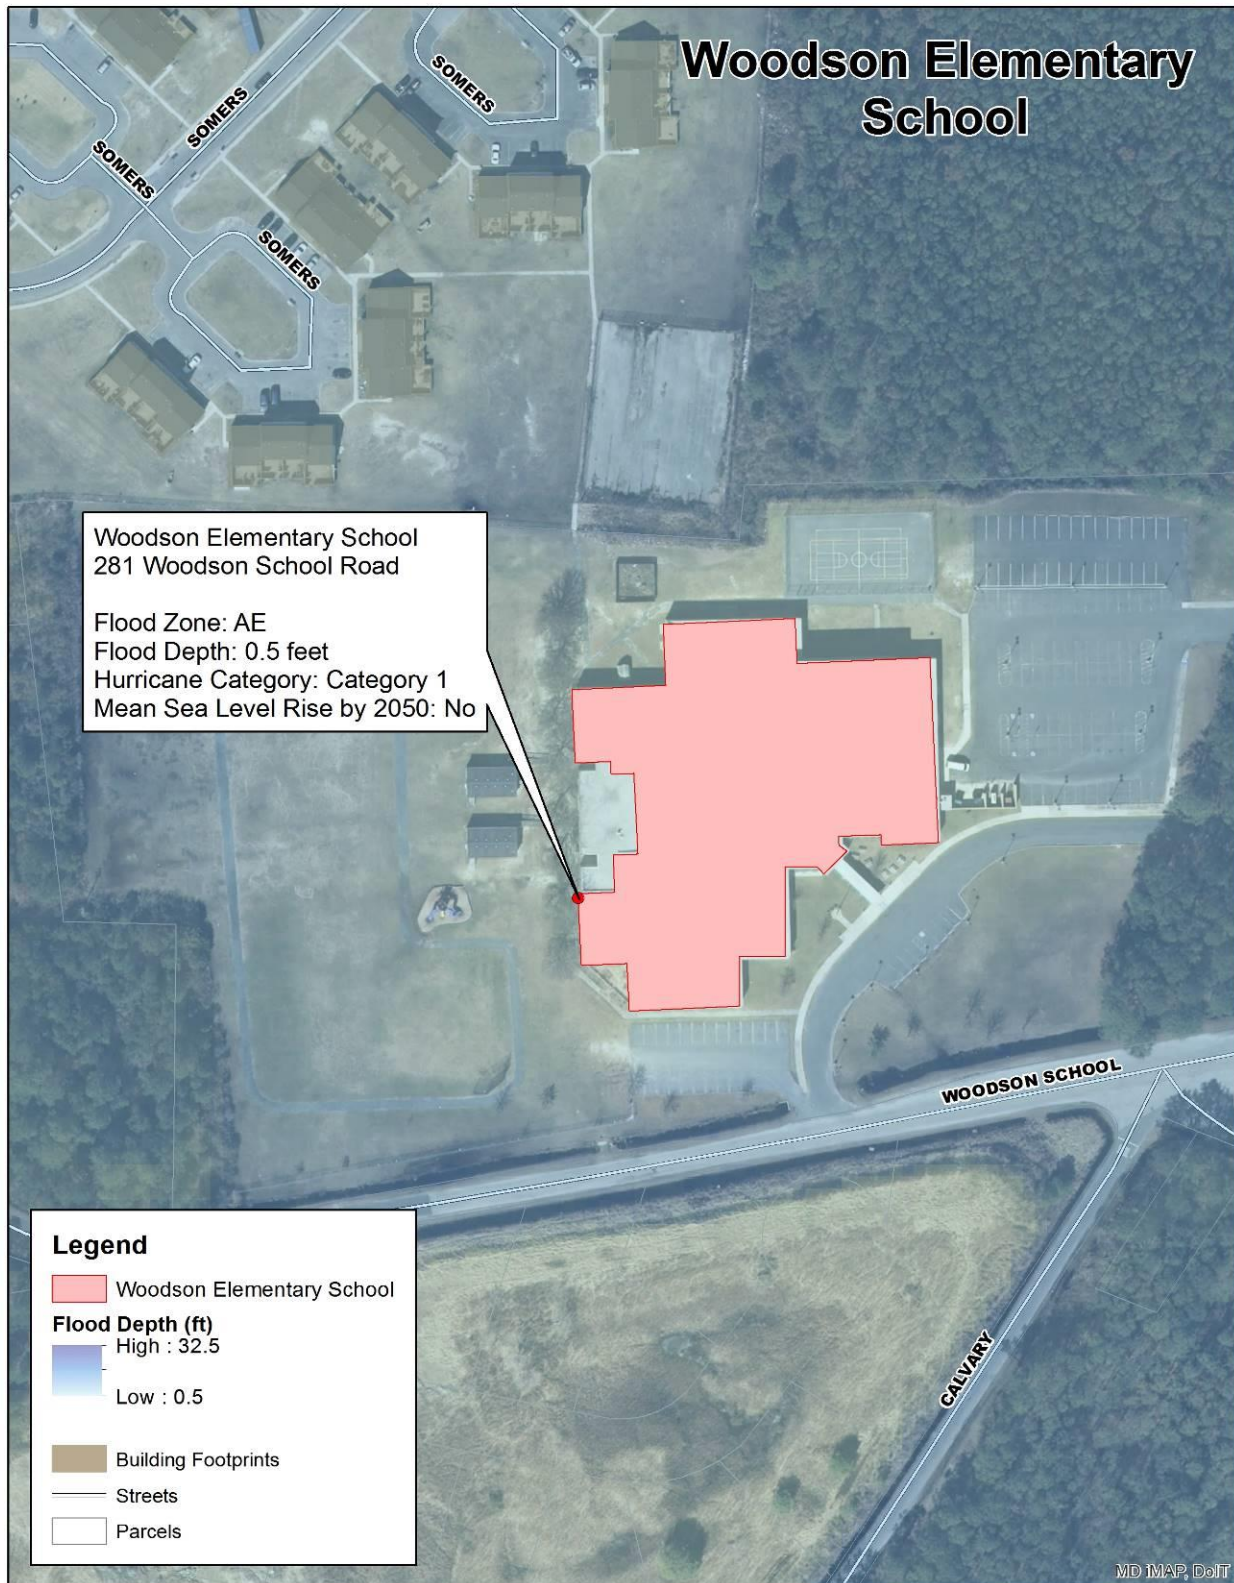 Woodson Elementary
School
SOMERS
SOMERS
SOMERS
SOMERS
Woodson Elementary School
281 Woodson School Road
Flood Zone: AE
Flood Depth: 0.5 feet
Hurricane Category: Category 1
Mean Sea Level Rise by 2050: No
WOODSON SCHOOL
CALVARY
Legend
Woodson Elementary School
Flood Depth (ft)
High : 32.5
Low : 0.5
Building Footprints
Streets
Parcels
MD iMAP, DoIT